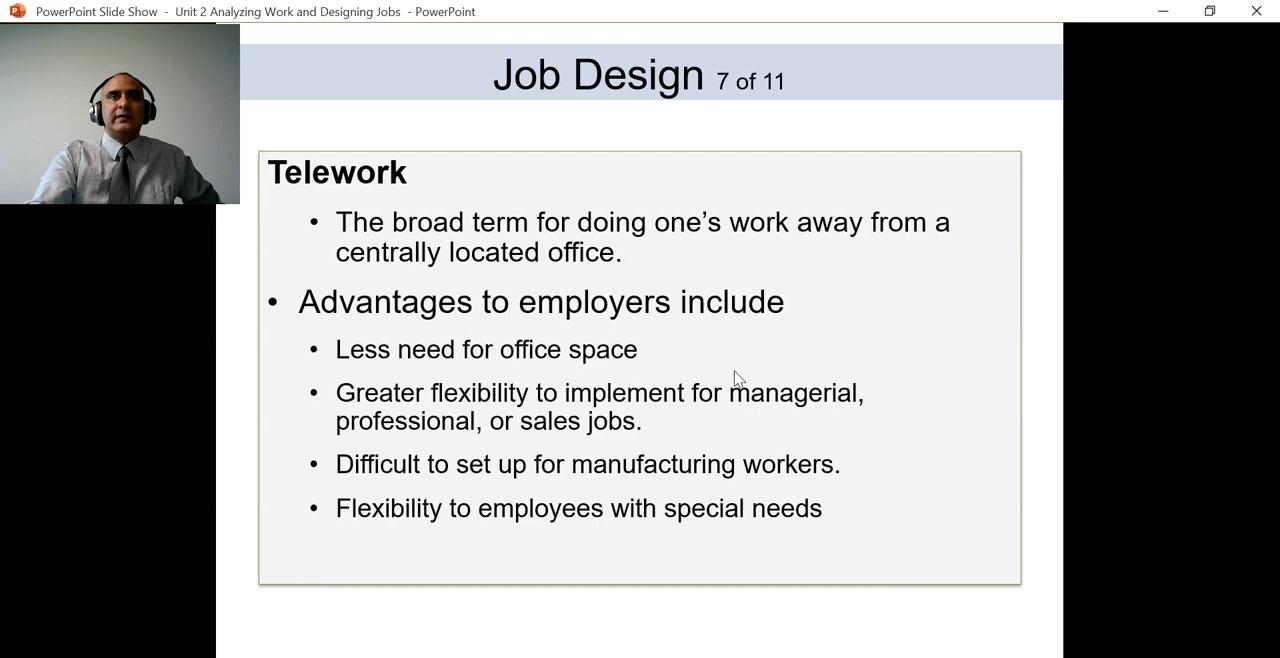 PowerPoint Slide Show - Unit 2 Analyzing Work and Designing Jobs - PowerPoint
Job Design 7 of 11
Telework
• The broad term for doing one’s work away from a
centrally located office.
• Advantages to employers include
• Less need for office space
• Greater flexibility to implement for managerial,
professional, or sales jobs.
• Difficult to set up for manufacturing workers.
• Flexibility to employees with special needs